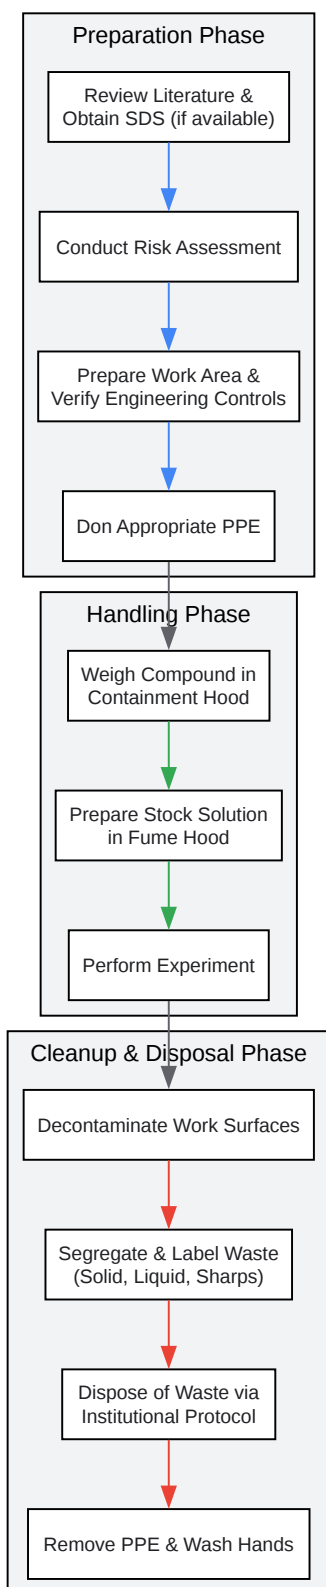 Preparation Phase
Review Literature &
Obtain SDS (if available)
Conduct Risk Assessment
Prepare Work Area &
Verify Engineering Controls
Don Appropriate PPE
Handling Phase
Weigh Compound in
Containment Hood
Prepare Stock Solution
in Fume Hood
Perform Experiment
Cleanup & Disposal Phase
Decontaminate Work Surfaces
Segregate & Label Waste
(Solid, Liquid, Sharps)
Dispose of Waste via
Institutional Protocol
Remove PPE & Wash Hands